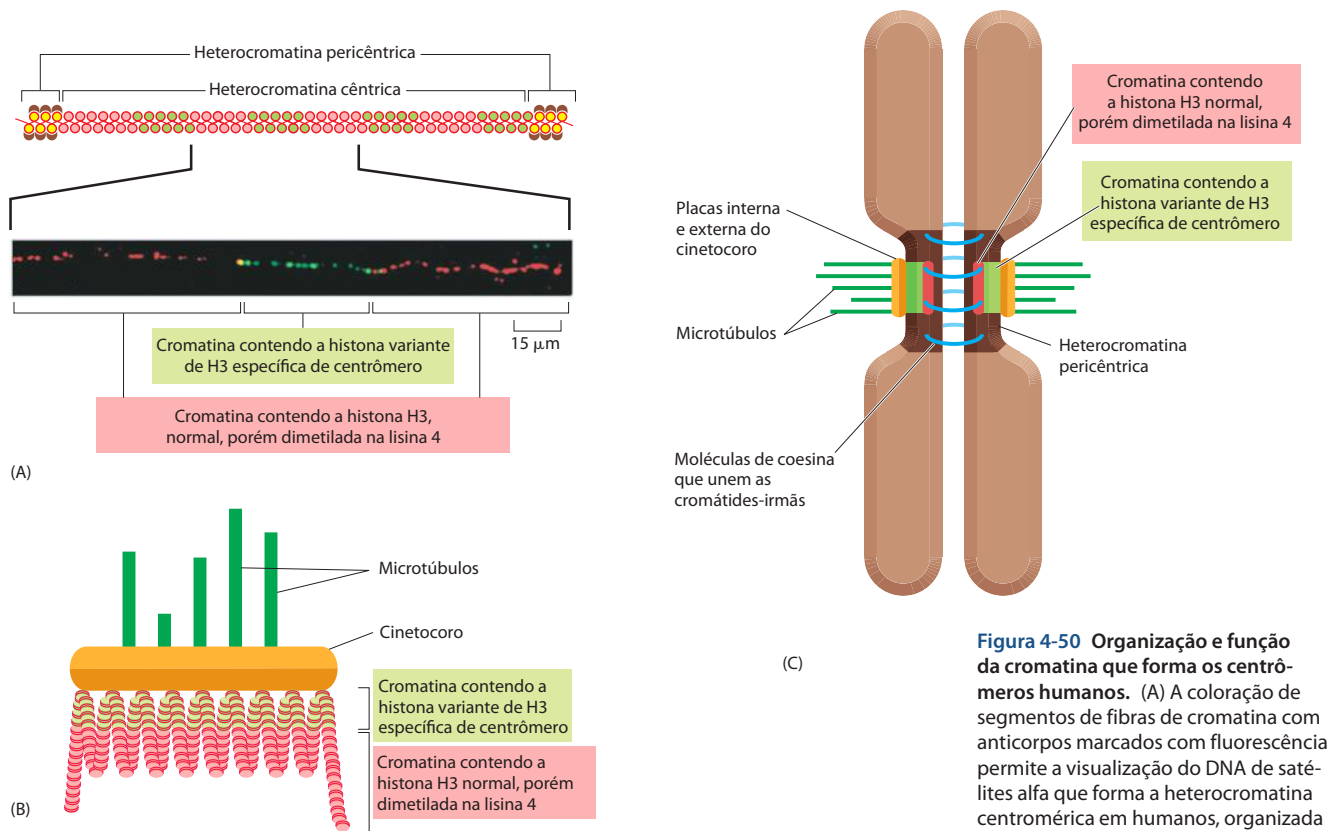 Heterocromatina pericêntrica
Heterocromatina cêntrica
Cromatina contendo a histona variante
de H3 específica de centrômero
15 µm
Cromatina contendo a histona H3,
normal, porém dimetilada na lisina 4
(A)
Microtúbulos
Cinetocoro
Cromatina contendo a
histona variante de H3
específica de centrômero
Cromatina contendo a
histona H3 normal, porém
dimetilada na lisina 4
(B)
Cromatina contendo
a histona H3 normal,
porém dimetilada na lisina 4
Cromatina contendo a
histona variante de H3
específica de centrômero
Placas interna
e externa do
cinetocoro
Microtúbulos
Heterocromatina
pericêntrica
Moléculas de coesina
que unem as
cromátides-irmãs
(C)
Figura 4-50 Organização e função
da cromatina que forma os centrô-
meros humanos. (A) A coloração de
segmentos de fibras de cromatina com
anticorpos marcados com fluorescência
permite a visualização do DNA de saté-
lites alfa que forma a heterocromatina
centromérica em humanos, organizada